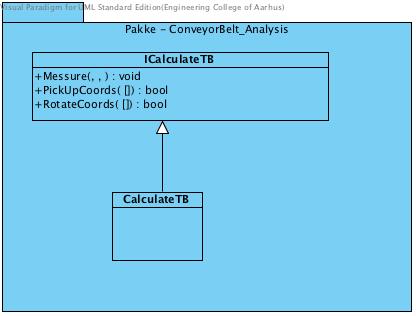 Visual Paradigm for UML Standard Edition(Engineering College of Aarhus)
Pakke - ConveyorBelt_Analysis
ICalculateTB
+Messure(, , ) : void
+PickUpCoords( []) : bool
+RotateCoords( []) : bool
CalculateTB